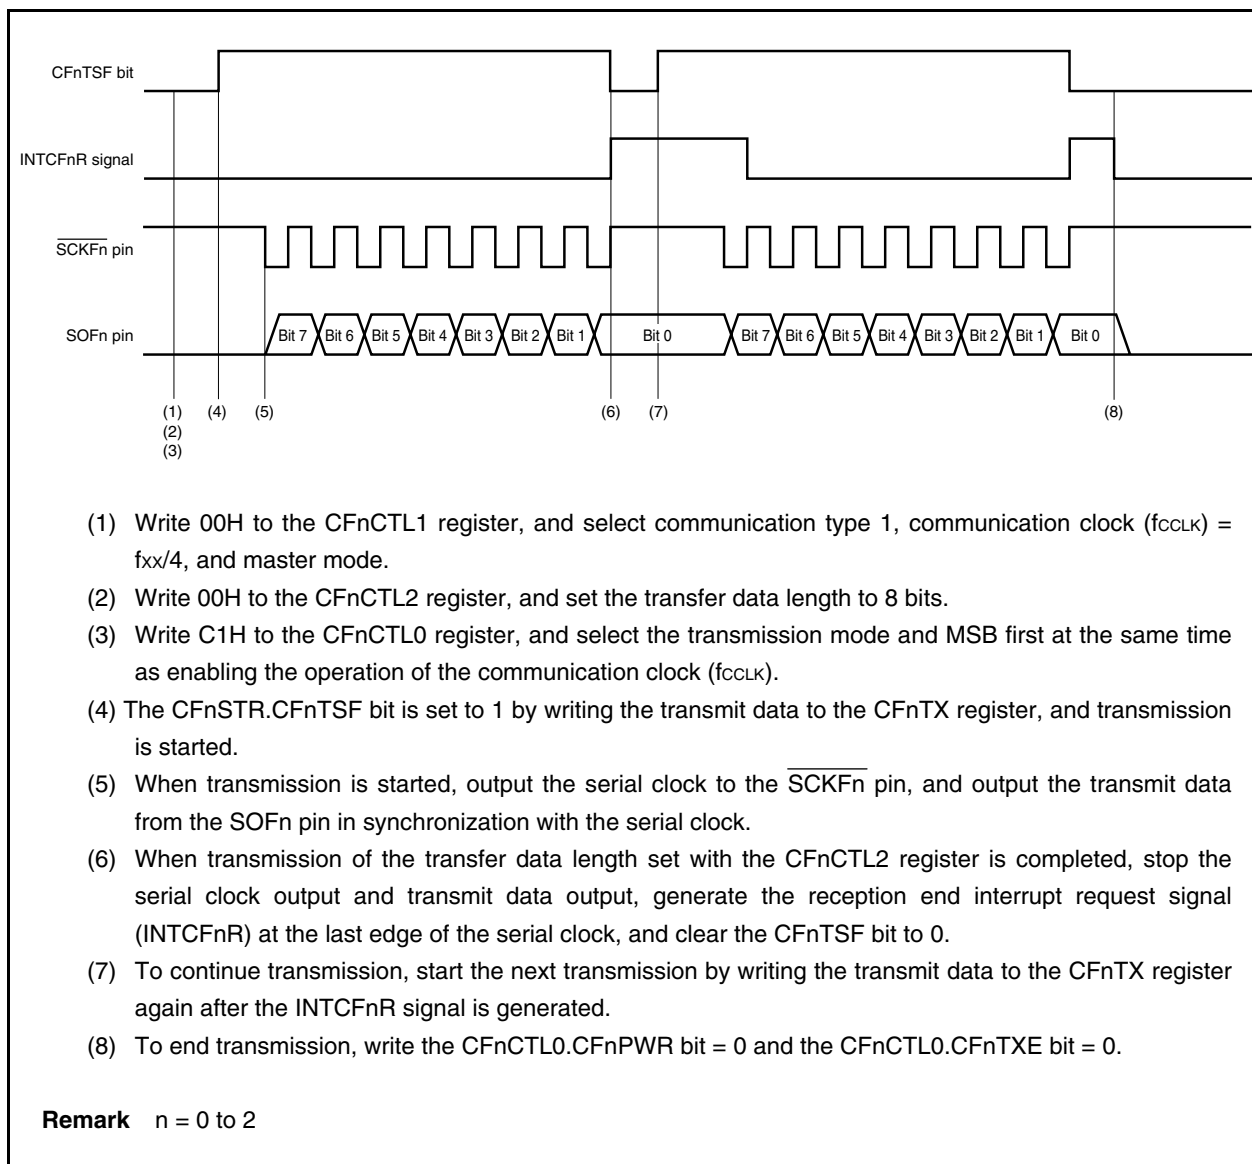 CFnTSF bit
INTCFnR signal
SCKFn pin
SOFn pin
Bit 7 Bit 6 Bit 5 Bit 4 Bit 3 Bit 2 Bit 1 Bit 0 Bit 7 Bit 6 Bit 5 Bit 4 Bit 3 Bit 2 Bit 1 Bit 0
(1) (4) (5) (6) (7) (8)
(2)
(3)
(1) Write 00H to the CFnCTL1 register, and select communication type 1, communication clock (fCCLK) =
fXX/4, and master mode.
(2) Write 00H to the CFnCTL2 register, and set the transfer data length to 8 bits.
(3) Write C1H to the CFnCTL0 register, and select the transmission mode and MSB first at the same time
as enabling the operation of the communication clock (fCCLK).
(4) The CFnSTR.CFnTSF bit is set to 1 by writing the transmit data to the CFnTX register, and transmission
is started.
(5) When transmission is started, output the serial clock to the SCKFn pin, and output the transmit data
from the SOFn pin in synchronization with the serial clock.
(6) When transmission of the transfer data length set with the CFnCTL2 register is completed, stop the
serial clock output and transmit data output, generate the reception end interrupt request signal
(INTCFnR) at the last edge of the serial clock, and clear the CFnTSF bit to 0.
(7) To continue transmission, start the next transmission by writing the transmit data to the CFnTX register
again after the INTCFnR signal is generated.
(8) To end transmission, write the CFnCTL0.CFnPWR bit = 0 and the CFnCTL0.CFnTXE bit = 0.
Remark n = 0 to 2